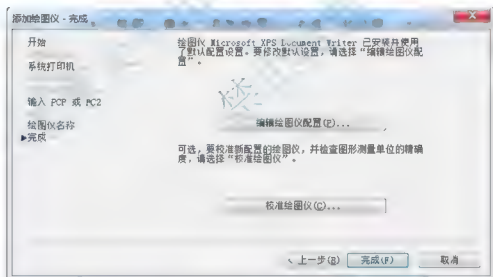 添加绘图仪 - 完成
开始
系统打印机
输入 PCP 或 PC2
绘图仪名称
▶完成
绘图仪 Microsoft XPS Document Writer 已安装并使用
了默认配置设置。要修改默认设置，请选择“编辑绘图仪配
置”。
编辑绘图仪配置(P)...
可选，要校准新配置的绘图仪，并检查图形测量单位的精确
度，请选择“校准绘图仪”。
校准绘图仪(C)...
上一步(B)
完成(F)
取消